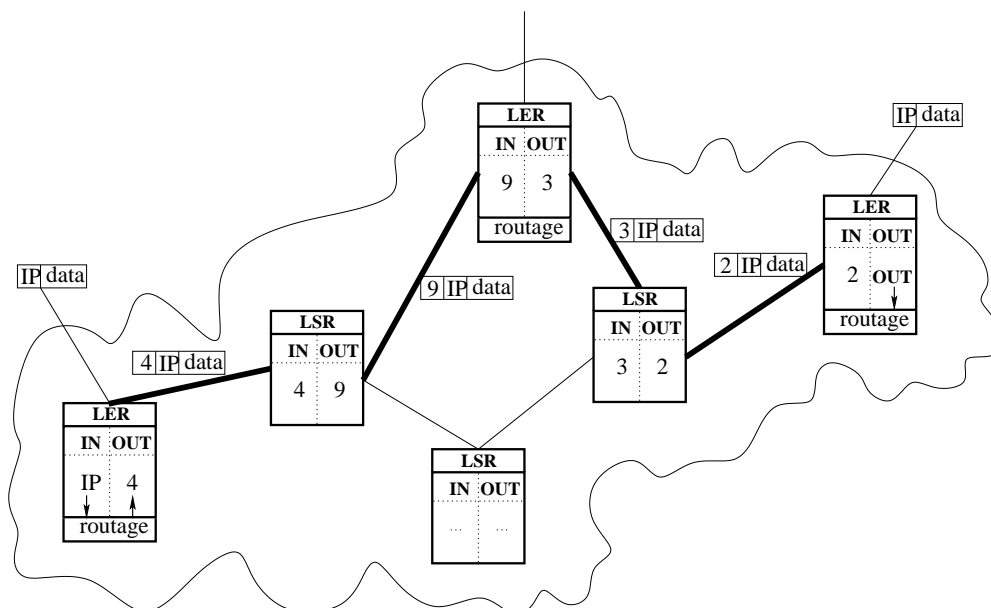 LER
IN OUT
9 3
routage
IP data
LER
IN OUT
2 OUT
routage
3 IP data
2 IP data
IP data
9 IP data
LSR
IN OUT
4 9
LSR
IN OUT
3 2
4 IP data
LER
IN OUT
IP 4
routage
LSR
IN OUT
... ...